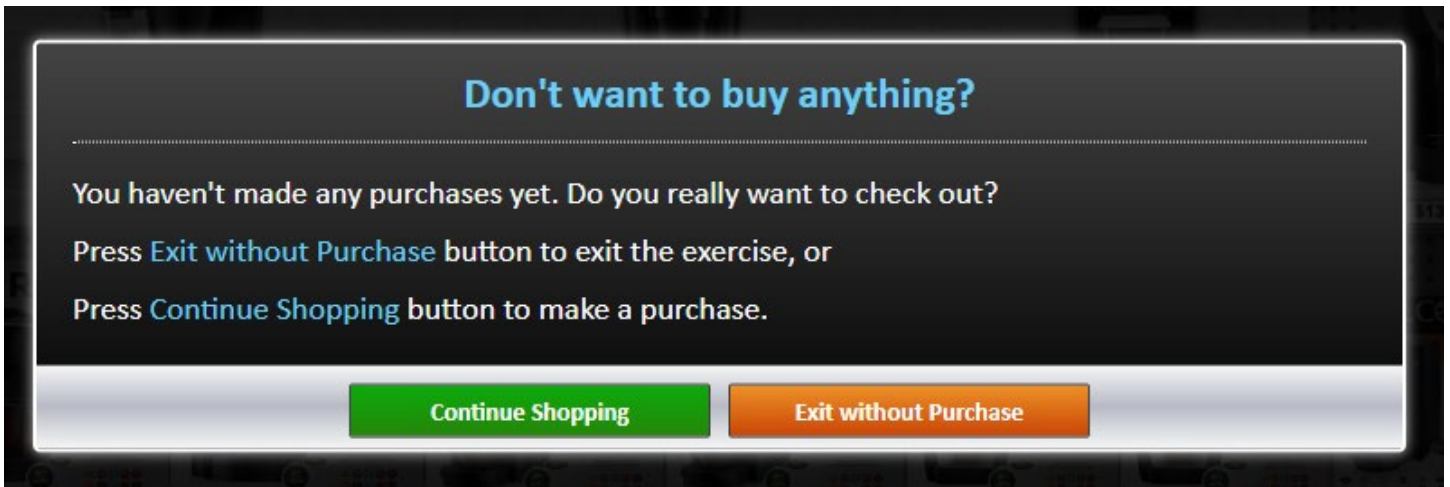 Don't want to buy anything?
You haven't made any purchases yet. Do you really want to check out?
Press Exit without Purchase button to exit the exercise, or
Press Continue Shopping button to make a purchase.
Continue Shopping Exit without Purchase